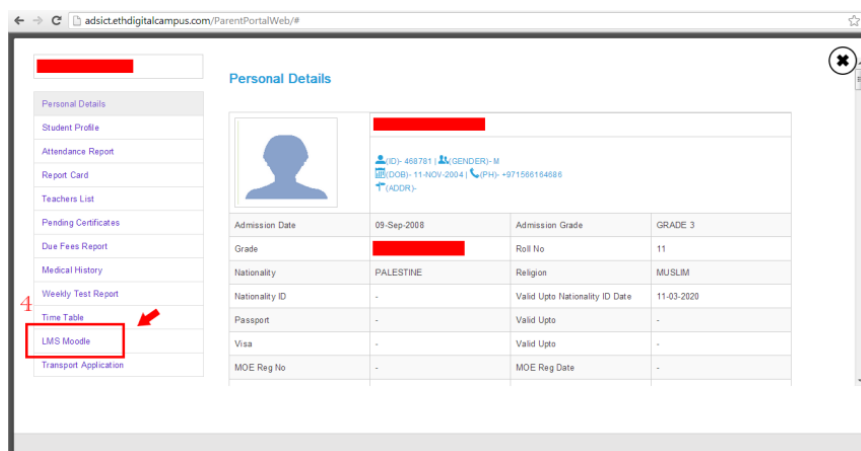 adsict.ethdigitalcampus.com/ParentPortalWeb/#
Personal Details
Personal Details
Student Profile
Attendance Report
Report Card
Teachers List
Pending Certificates
Due Fees Report
Medical History
Weekly Test Report
4
Time Table
LMS Moodle
Transport Application
(ID)- 468781 | (GENDER)- M
(DOB)- 11-NOV-2004 | (PH)- +971566164686
(ADDR)-
Admission Date 09-Sep-2008 Admission Grade GRADE 3
Grade Roll No 11
Nationality PALESTINE Religion MUSLIM
Nationality ID - Valid Upto Nationality ID Date 11-03-2020
Passport - Valid Upto -
Visa - Valid Upto -
MOE Reg No - MOE Reg Date -